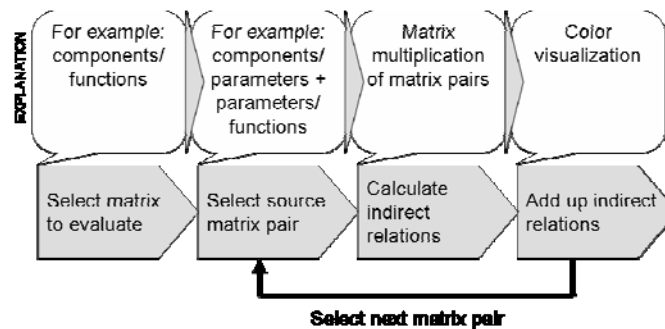 EXPLANATION
For example:
components/
functions
For example:
components/
parameters +
parameters/
functions
Matrix
multiplication
of matrix pairs
Color
visualization
Select matrix
to evaluate
Select source
matrix pair
Calculate
indirect
relations
Add up indirect
relations
Select next matrix pair